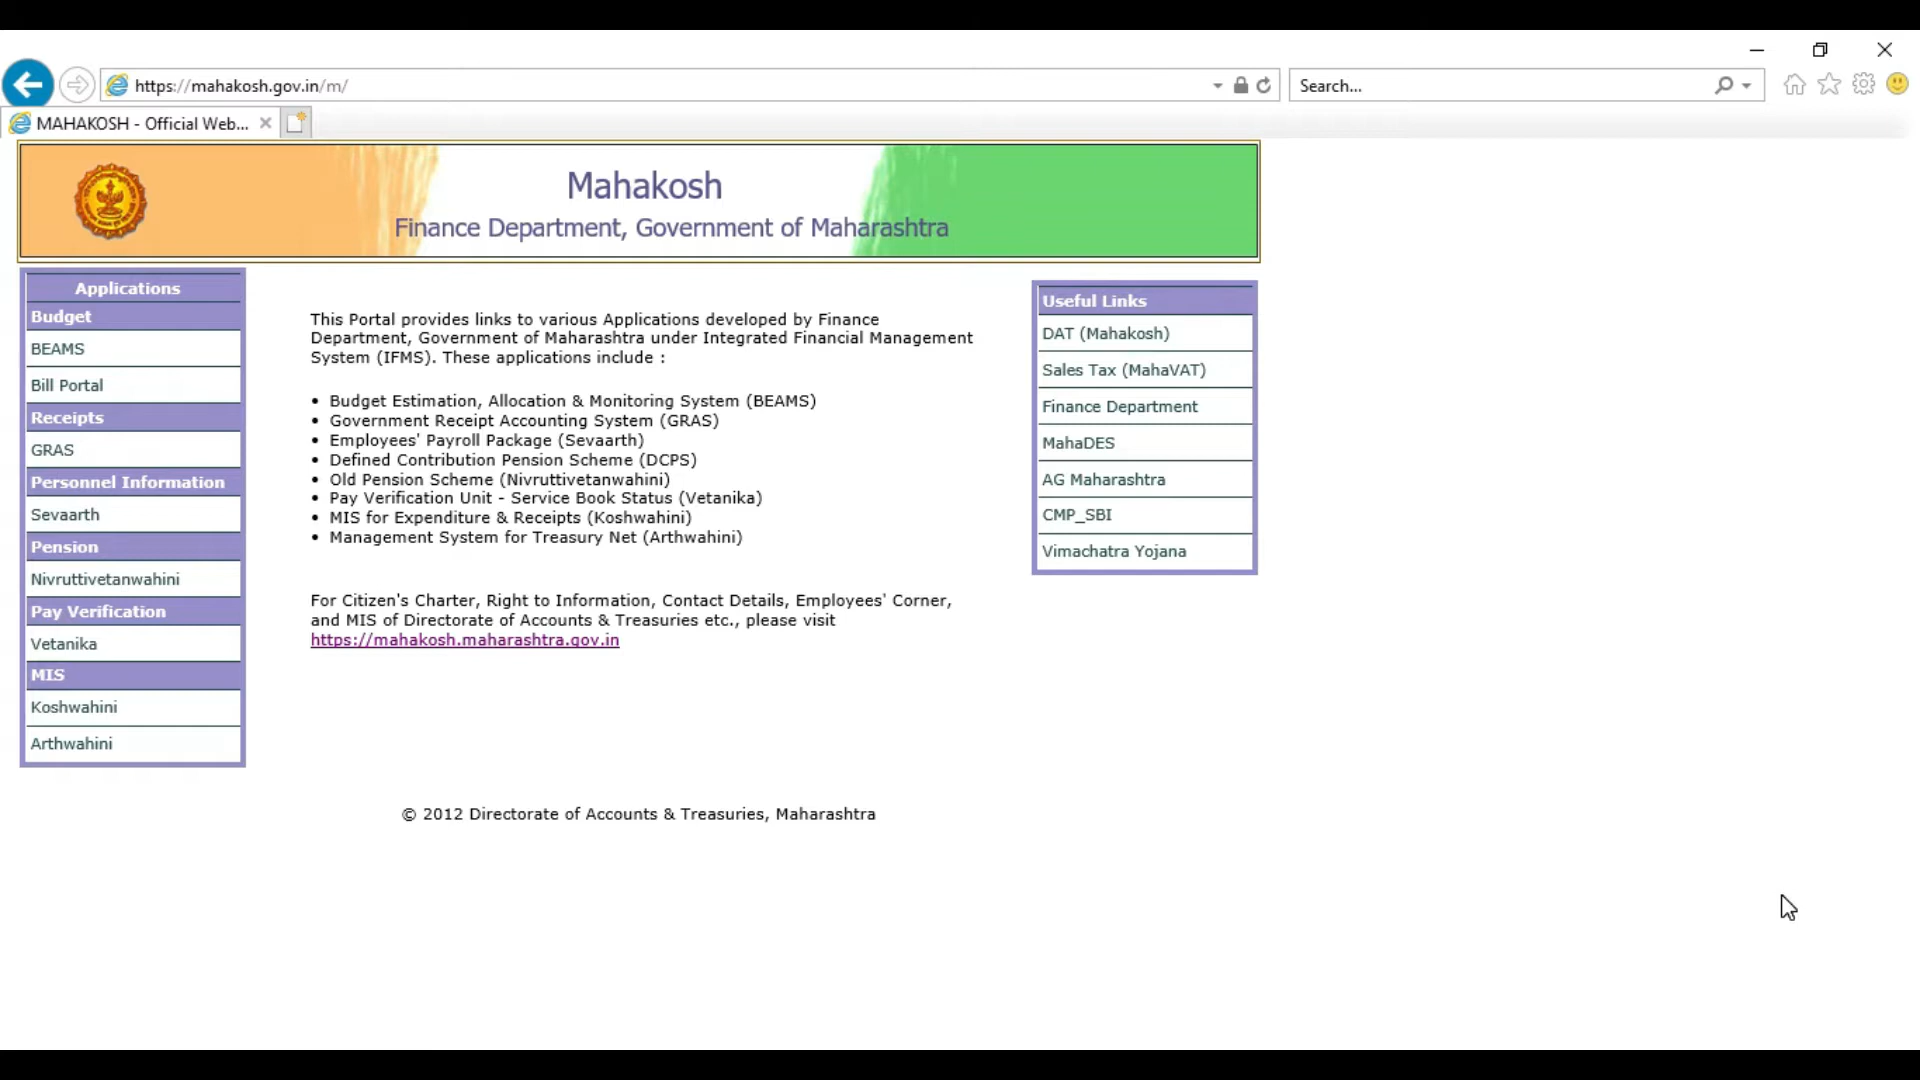 https://mahakosh.gov.in/m/
Search...
MAHAKOSH - Official Web...
Mahakosh
Finance Department, Government of Maharashtra
Applications
Budget
BEAMS
Bill Portal
Receipts
GRAS
Personnel Information
Sevaarth
Pension
Nivruttivetanwahini
Pay Verification
Vetanika
MIS
Koshwahini
Arthwahini
This Portal provides links to various Applications developed by Finance
Department, Government of Maharashtra under Integrated Financial Management
System (IFMS). These applications include :
• Budget Estimation, Allocation & Monitoring System (BEAMS)
• Government Receipt Accounting System (GRAS)
• Employees' Payroll Package (Sevaarth)
• Defined Contribution Pension Scheme (DCPS)
• Old Pension Scheme (Nivruttivetanwahini)
• Pay Verification Unit - Service Book Status (Vetanika)
• MIS for Expenditure & Receipts (Koshwahini)
• Management System for Treasury Net (Arthwahini)
For Citizen's Charter, Right to Information, Contact Details, Employees' Corner,
and MIS of Directorate of Accounts & Treasuries etc., please visit
https://mahakosh.maharashtra.gov.in
Useful Links
DAT (Mahakosh)
Sales Tax (MahaVAT)
Finance Department
MahaDES
AG Maharashtra
CMP_SBI
Vimachatra Yojana
© 2012 Directorate of Accounts & Treasuries, Maharashtra